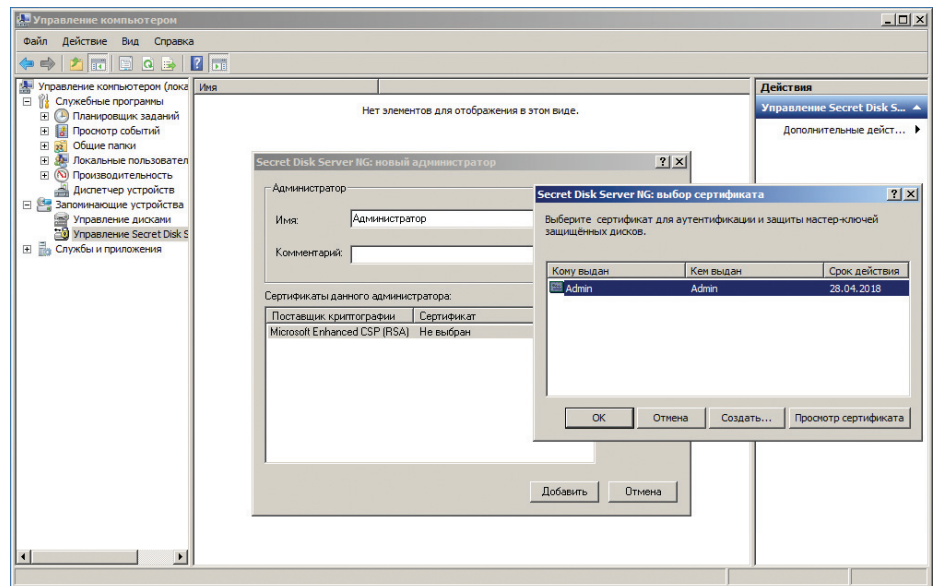 Управление компьютером
Файл Действие Вид Справка
Управление компьютером (лока
Служебные программы
Планировщик заданий
Просмотр событий
Общие папки
Локальные пользовател
Производительность
Диспетчер устройств
Запоминающие устройства
Управление дисками
Управление Secret Disk S
Службы и приложения
Имя
Нет элементов для отображения в этом виде.
Действия
Управление Secret Disk S...
Дополнительные дейст...
Secret Disk Server NG: новый администратор
Администратор
Имя: Администратор
Комментарий:
Сертификаты данного администратора:
Поставщик криптографии Сертификат
Microsoft Enhanced CSP (RSA) Не выбран
Добавить Отмена
Secret Disk Server NG: выбор сертификата
Выберите сертификат для аутентификации и защиты мастер-ключей
защищённых дисков.
Кому выдан Кем выдан Срок действия
Admin Admin 28.04.2018
OK Отмена Создать... Просмотр сертификата